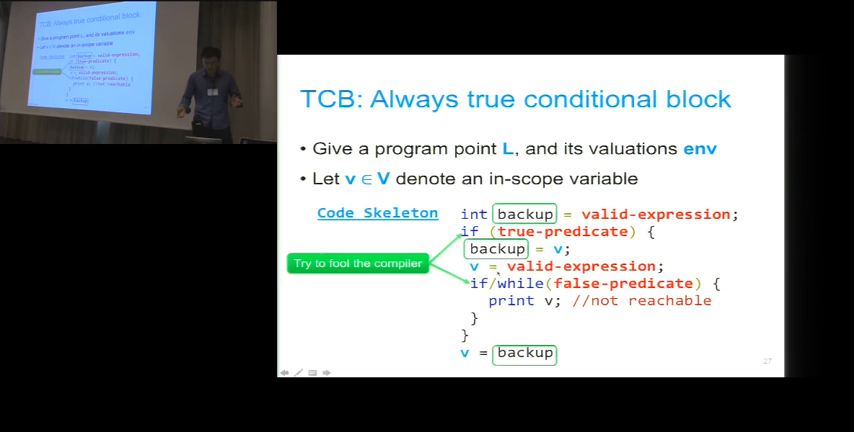 TCB: Always true conditional block
• Give a program point L, and its valuations env
• Let v ∈ V denote an in-scope variable
Code Skeleton
int backup = valid-expression;
if (true-predicate) {
backup = v;
Try to fool the compiler
v = valid-expression;
if/while(false-predicate) {
print v; //not reachable
}
}
v = backup
27